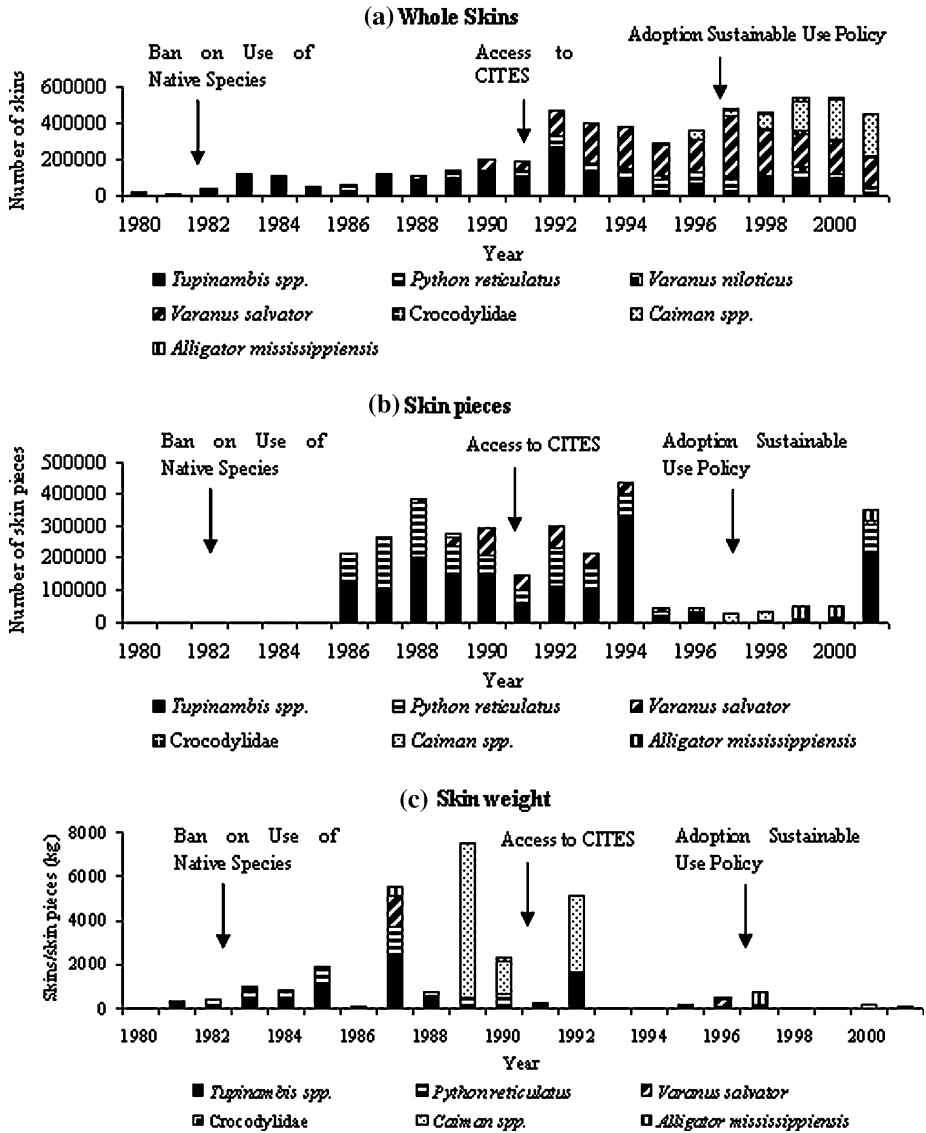 (a) Whole Skins
Ban on Use of
Native Species
Access to
CITES
Adoption Sustainable Use Policy
Number of skins
600000
400000
200000
0
1980 1982 1984 1986 1988 1990 1992 1994 1996 1998 2000
Year
Tupinambis spp. Python reticulatus Varanus niloticus
Varanus salvator Crocodylidae Caiman spp.
Alligator mississippiensis
(b) Skin pieces
Ban on Use of
Native Species
Access to CITES
Adoption Sustainable
Use Policy
Number of skin pieces
500000
400000
300000
200000
100000
0
1980 1982 1984 1986 1988 1990 1992 1994 1996 1998 2000
Year
Tupinambis spp. Python reticulatus Varanus salvator
Crocodylidae Caiman spp. Alligator mississippiensis
(c) Skin weight
Ban on Use of
Native Species
Access to CITES
Adoption Sustainable
Use Policy
Skins/skin pieces (kg)
8000
6000
4000
2000
0
1980 1982 1984 1986 1988 1990 1992 1994 1996 1998 2000
Year
Tupinambis spp. Python reticulatus Varanus salvator
Crocodylidae Caiman spp. Alligator mississippiensis